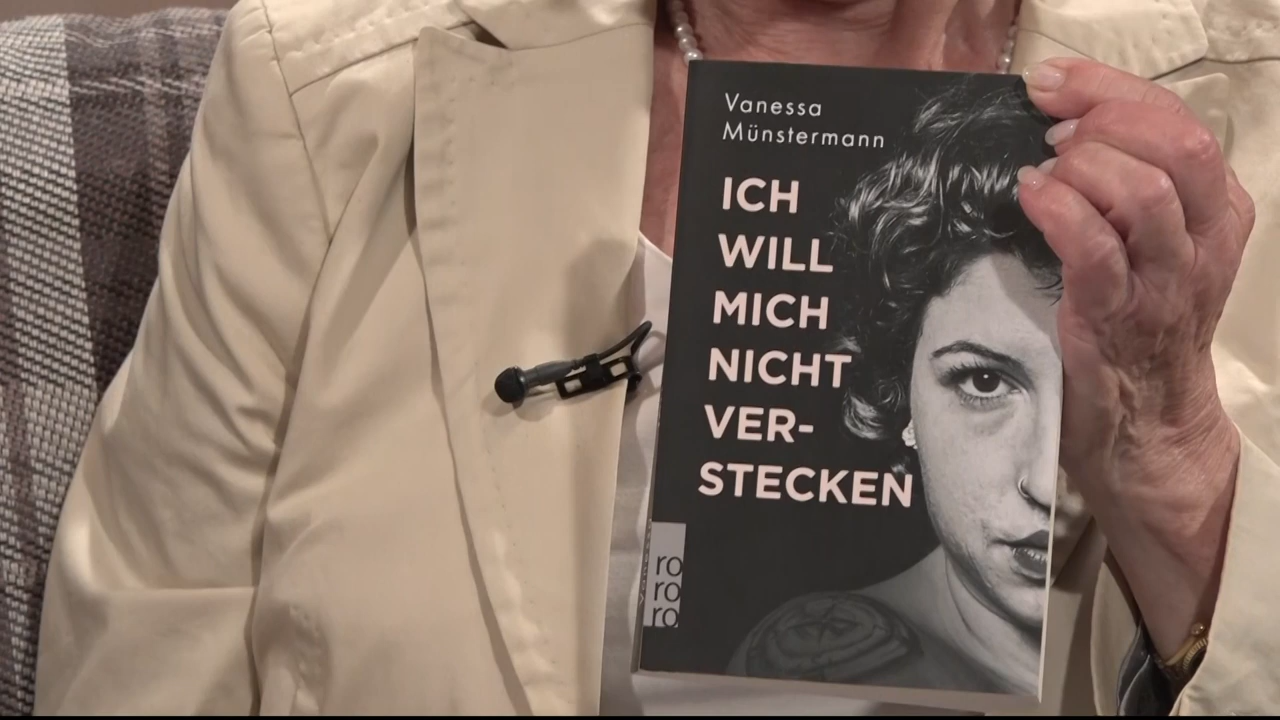 Vanessa
Münstermann
ICH
WILL
MICH
NICHT
VER-
STECKEN
ro
ro
ro